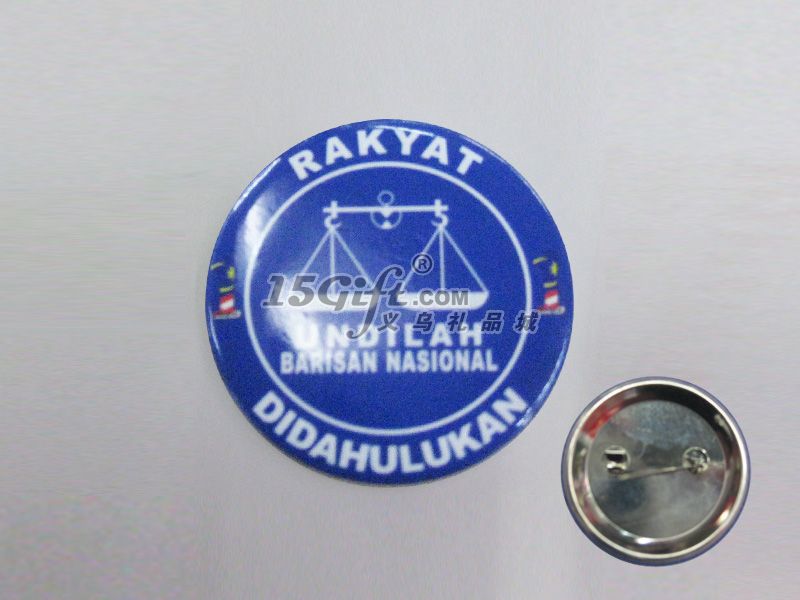 RAKYAT
15Gift®.com
义乌礼品城
UNDILAH
BARISAN NASIONAL
DIDAHULUKAN